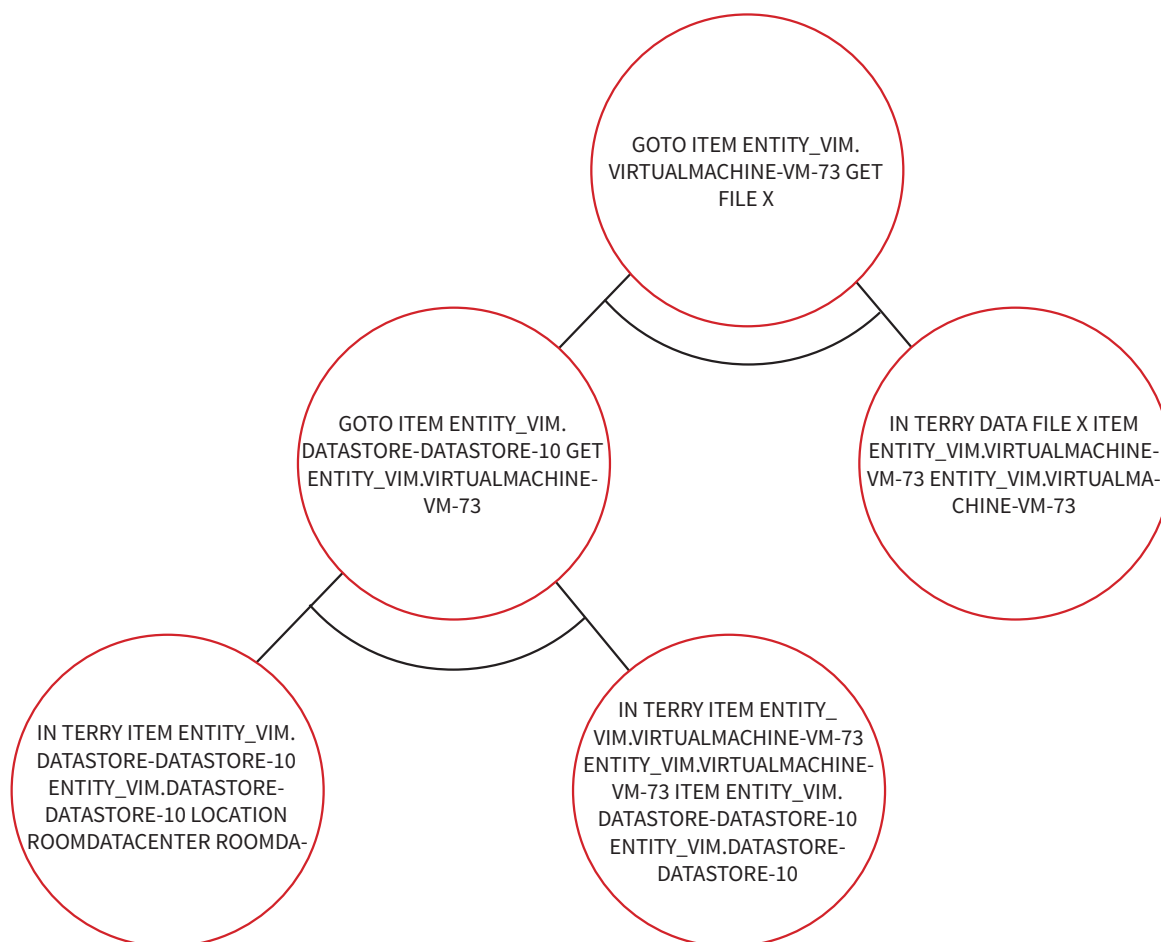 GOTO ITEM ENTITY_VIM.
VIRTUALMACHINE-VM-73 GET
FILE X
GOTO ITEM ENTITY_VIM.
DATASTORE-DATASTORE-10 GET
ENTITY_VIM.VIRTUALMACHINE-
VM-73
IN TERRY DATA FILE X ITEM
ENTITY_VIM.VIRTUALMACHINE-
VM-73 ENTITY_VIM.VIRTUALMA-
CHINE-VM-73
IN TERRY ITEM ENTITY_VIM.
DATASTORE-DATASTORE-10
ENTITY_VIM.DATASTORE-
DATASTORE-10 LOCATION
ROOMDATACENTER ROOMDA-
IN TERRY ITEM ENTITY_
VIM.VIRTUALMACHINE-VM-73
ENTITY_VIM.VIRTUALMACHINE-
VM-73 ITEM ENTITY_VIM.
DATASTORE-DATASTORE-10
ENTITY_VIM.DATASTORE-
DATASTORE-10